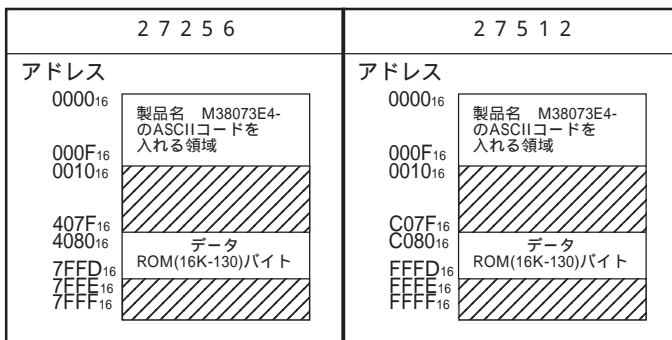 27256
アドレス
0000₁₆
製品名 M38073E4-
のASCIIコードを
入れる領域
000F₁₆
0010₁₆
407F₁₆
4080₁₆
データ
ROM(16K-130)バイト
7FFD₁₆
7FFE₁₆
7FFF₁₆
27512
アドレス
0000₁₆
製品名 M38073E4-
のASCIIコードを
入れる領域
000F₁₆
0010₁₆
C07F₁₆
C080₁₆
データ
ROM(16K-130)バイト
FFFD₁₆
FFFE₁₆
FFFF₁₆